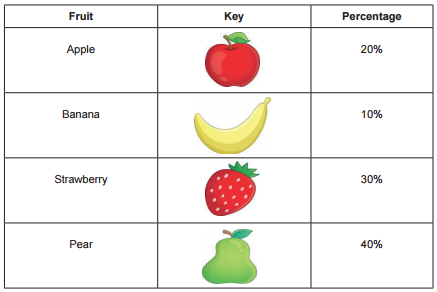 Fruit Key Percentage
Apple 20%
Banana 10%
Strawberry 30%
Pear 40%